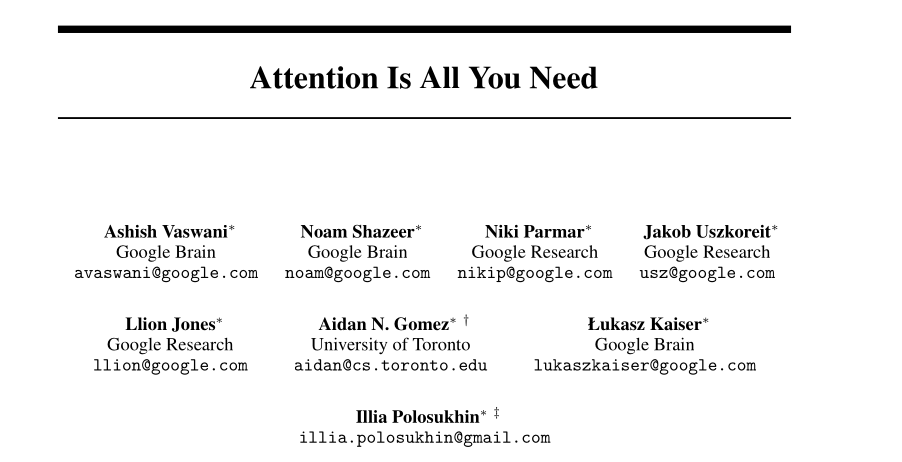 Attention Is All You Need
Ashish Vaswani* Noam Shazeer* Niki Parmar* Jakob Uszkoreit*
Google Brain Google Brain Google Research Google Research
avaswani@google.com noam@google.com nikip@google.com usz@google.com
Llion Jones* Aidan N. Gomez* † Łukasz Kaiser*
Google Research University of Toronto Google Brain
llion@google.com aidan@cs.toronto.edu lukaszkaiser@google.com
Illia Polosukhin* ‡
illia.polosukhin@gmail.com